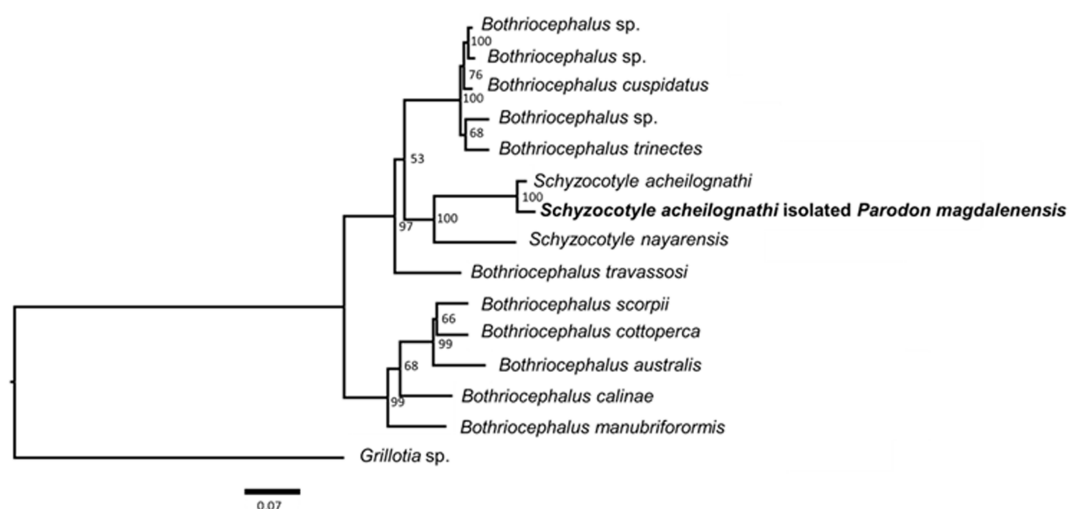 Bothriocephalus sp.
100
Bothriocephalus sp.
76
Bothriocephalus cuspidatus
100
Bothriocephalus sp.
68
Bothriocephalus trinectes
53
Schyzocotyle acheilognathi
100
Schyzocotyle acheilognathi isolated Parodon magdalenensis
100
97
Schyzocotyle nayarensis
Bothriocephalus travassosi
Bothriocephalus scorpii
66
Bothriocephalus cottoperca
99
Bothriocephalus australis
68
Bothriocephalus calinae
99
Bothriocephalus manubriforormis
Grillotia sp.
0.07